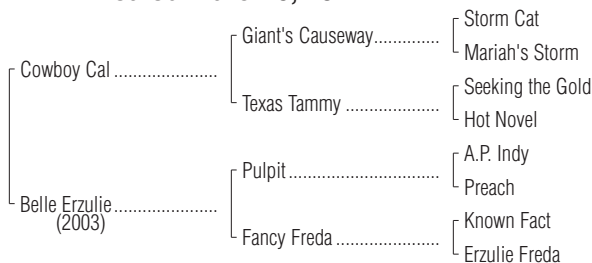 Storm Cat
Giant's Causeway..............
Mariah's Storm
Cowboy Cal ......................
Seeking the Gold
Texas Tammy ....................
Hot Novel
A.P. Indy
Pulpit................................
Preach
Belle Erzulie......................
(2003)
Known Fact
Fancy Freda ......................
Erzulie Freda